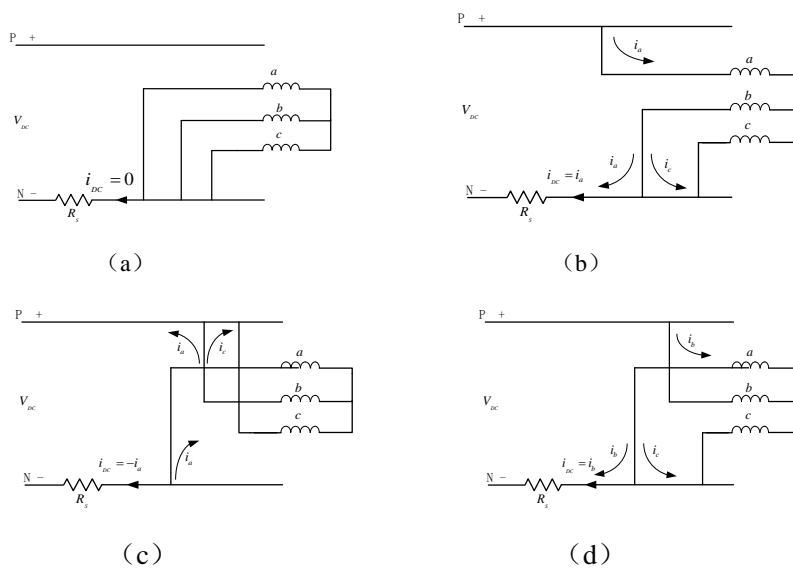 P +
a
b
c
V_DC
i_DC = 0
N −
R_s
(a)
P +
i_a
a
b
c
V_DC
i_a
i_c
i_DC = i_a
N −
R_s
(b)
P +
i_a
i_c
a
b
c
V_DC
i_DC = −i_a
i_a
N −
R_s
(c)
P +
i_b
a
b
c
V_DC
i_b
i_c
i_DC = i_b
N −
R_s
(d)